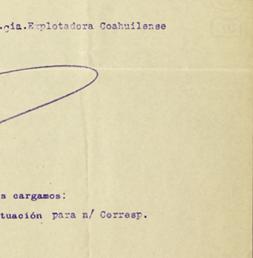 .cia.Explotadora Coahuilense
s cargamos:
tuación para n/ Corresp.